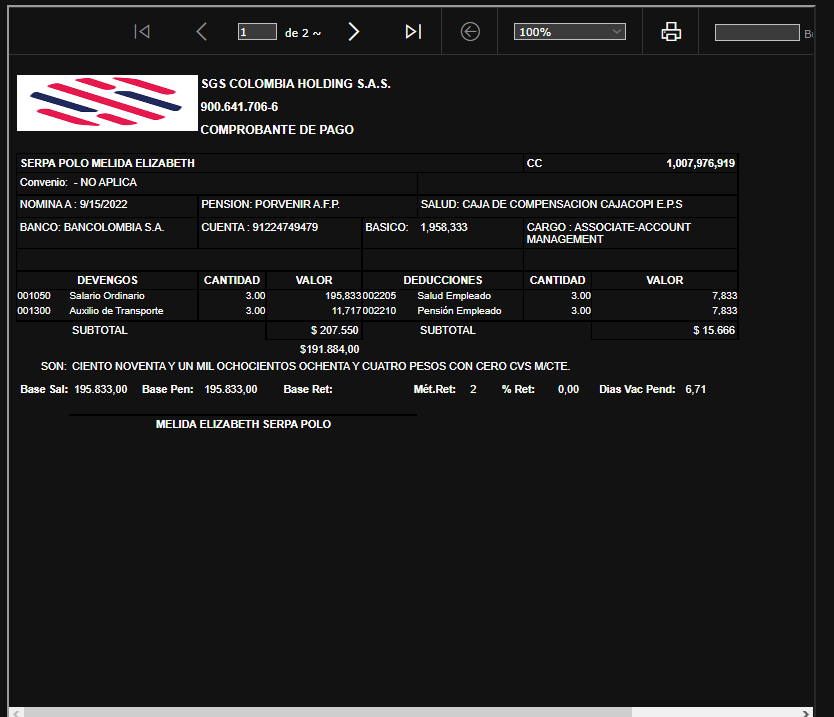 1 de 2 ~ 100%
SGS COLOMBIA HOLDING S.A.S.
900.641.706-6
COMPROBANTE DE PAGO
SERPA POLO MELIDA ELIZABETH CC 1,007,976,919
Convenio: - NO APLICA
NOMINA A : 9/15/2022 PENSION: PORVENIR A.F.P. SALUD: CAJA DE COMPENSACION CAJACOPI E.P.S
BANCO: BANCOLOMBIA S.A. CUENTA : 91224749479 BASICO: 1,958,333 CARGO : ASSOCIATE-ACCOUNT
MANAGEMENT
DEVENGOS CANTIDAD VALOR DEDUCCIONES CANTIDAD VALOR
001050 Salario Ordinario 3.00 195,833 002205 Salud Empleado 3.00 7,833
001300 Auxilio de Transporte 3.00 11,717 002210 Pensión Empleado 3.00 7,833
SUBTOTAL $ 207.550 SUBTOTAL $ 15.666
$191.884,00
SON: CIENTO NOVENTA Y UN MIL OCHOCIENTOS OCHENTA Y CUATRO PESOS CON CERO CVS M/CTE.
Base Sal: 195.833,00 Base Pen: 195.833,00 Base Ret: Mét.Ret: 2 % Ret: 0,00 Dias Vac Pend: 6,71
MELIDA ELIZABETH SERPA POLO